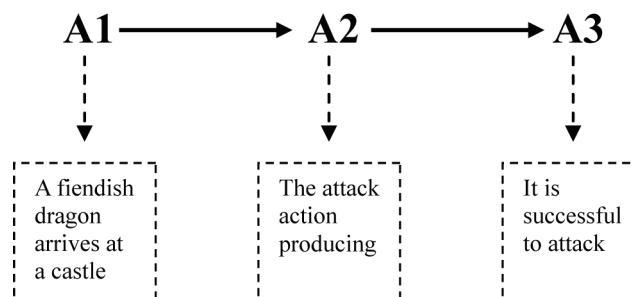 A1 A2 A3
A fiendish
dragon
arrives at
a castle
The attack
action
producing
It is
successful
to attack